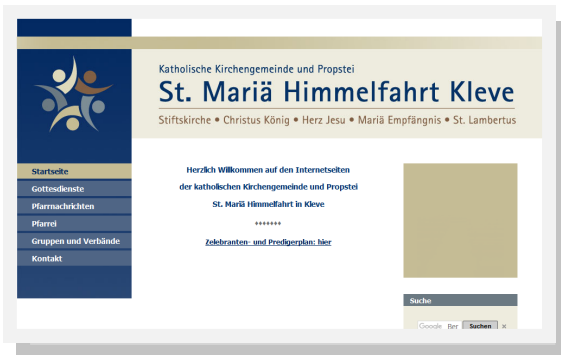 Katholische Kirchengemeinde und Propstei
St. Mariä Himmelfahrt Kleve
Stiftskirche • Christus König • Herz Jesu • Mariä Empfängnis • St. Lambertus
Startseite
Gottesdienste
Pfarrnachrichten
Pfarrei
Gruppen und Verbände
Kontakt
Herzlich Willkommen auf den Internetseiten
der katholischen Kirchengemeinde und Propstei
St. Mariä Himmelfahrt in Kleve
*******
Zelebranten- und Predigerplan: hier
Suche
Google Ber Suchen ×